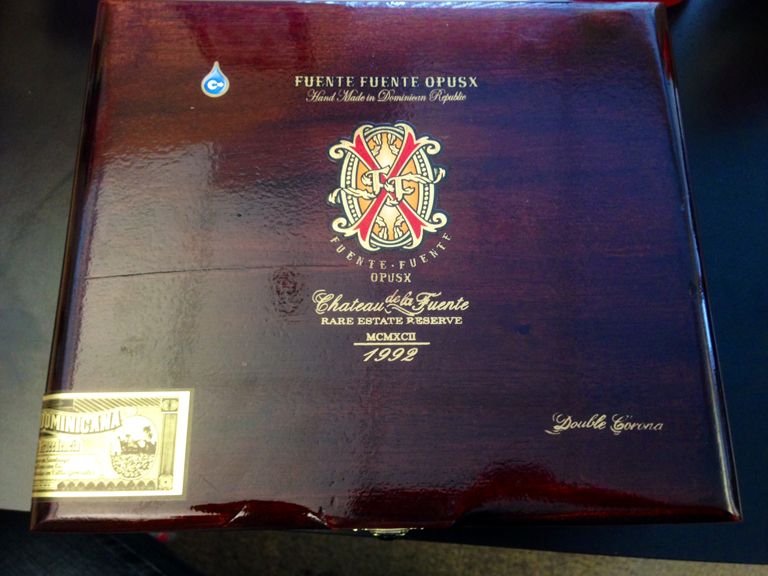 FUENTE FUENTE OPUSX
Hand Made in Dominican Republic
FF
FUENTE · FUENTE
OPUSX
Chateau de la Fuente
RARE ESTATE RESERVE
MCMXCII
1992
Double Corona
DOMINICANA